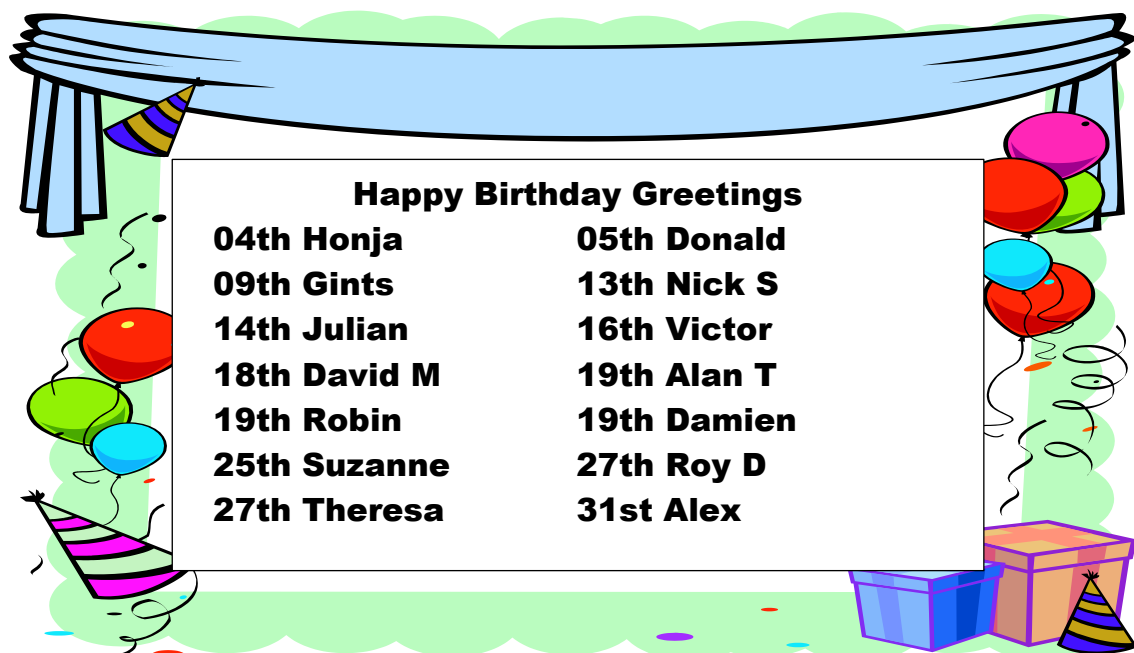 Happy Birthday Greetings
04th Honja 05th Donald
09th Gints 13th Nick S
14th Julian 16th Victor
18th David M 19th Alan T
19th Robin 19th Damien
25th Suzanne 27th Roy D
27th Theresa 31st Alex